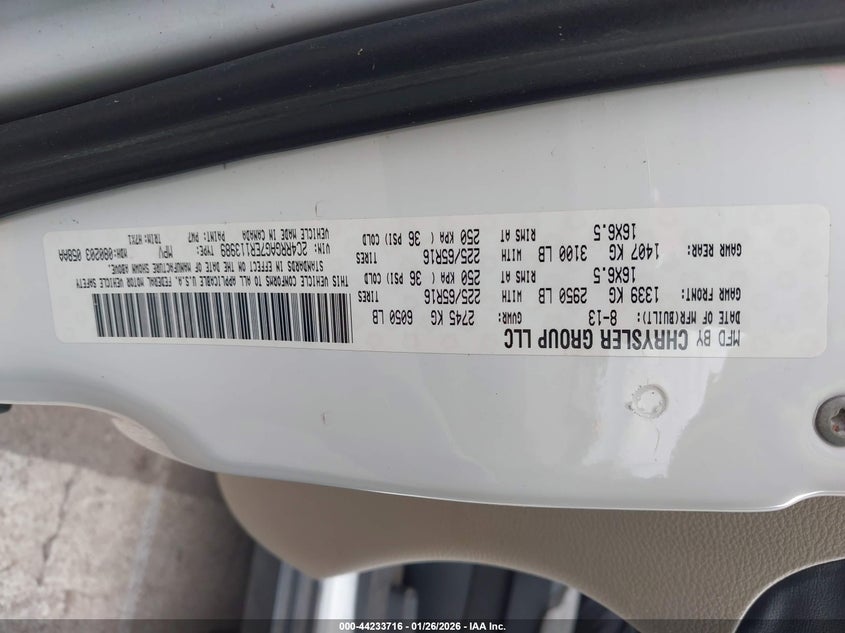 MFD BY CHRYSLER GROUP LLC
DATE OF MFR(BUILT): 8-13 GVWR: 2745 KG 6050 LB
GAWR FRONT: 1339 KG 2950 LB WITH TIRES 225/65R16
16X6.5 RIMS AT 250 KPA ( 36 PSI) COLD
GAWR REAR: 1407 KG 3100 LB WITH TIRES 225/65R16
16X6.5 RIMS AT 250 KPA ( 36 PSI) COLD
THIS VEHICLE CONFORMS TO ALL APPLICABLE U.S.A. FEDERAL MOTOR VEHICLE SAFETY
STANDARDS IN EFFECT ON THE DATE OF MANUFACTURE SHOWN ABOVE.
VIN: 2C4RRGAG7ER113989 TYPE: MPV MDH:080203 058AA
VEHICLE MADE IN CANADA PAINT: PW7 TRIM: H7H1
000-44233716 | 01/26/2026 - IAA Inc.